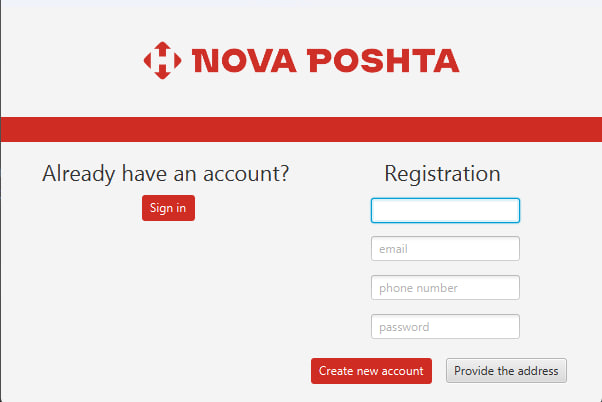 NOVA POSHTA
Already have an account?
Sign in
Registration
email
phone number
password
Create new account
Provide the address